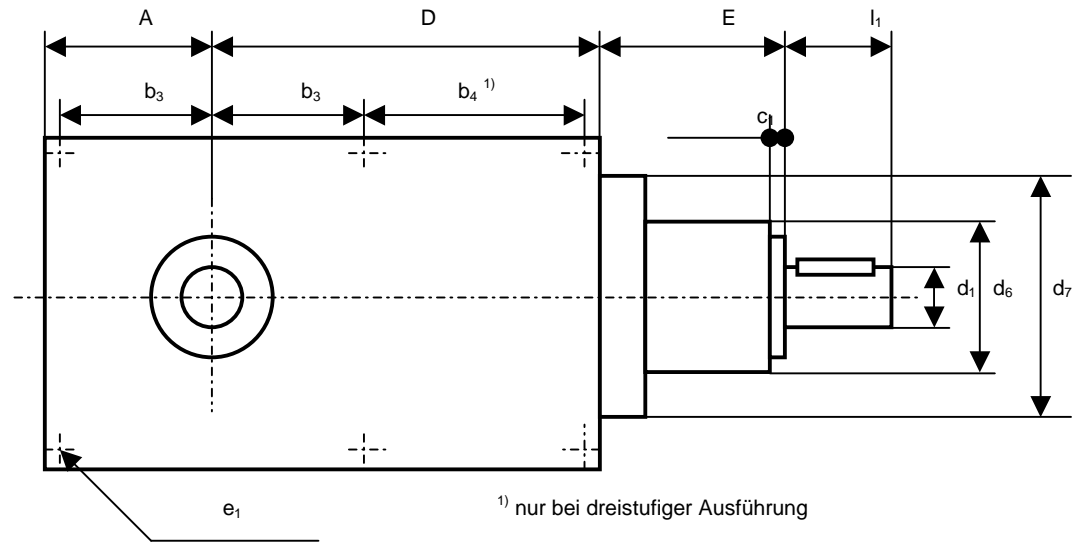 A D E l₁
b₃ b₃ b₄ ¹⁾
c₁
d₁ d₆ d₇
e₁
¹⁾ nur bei dreistufiger Ausführung